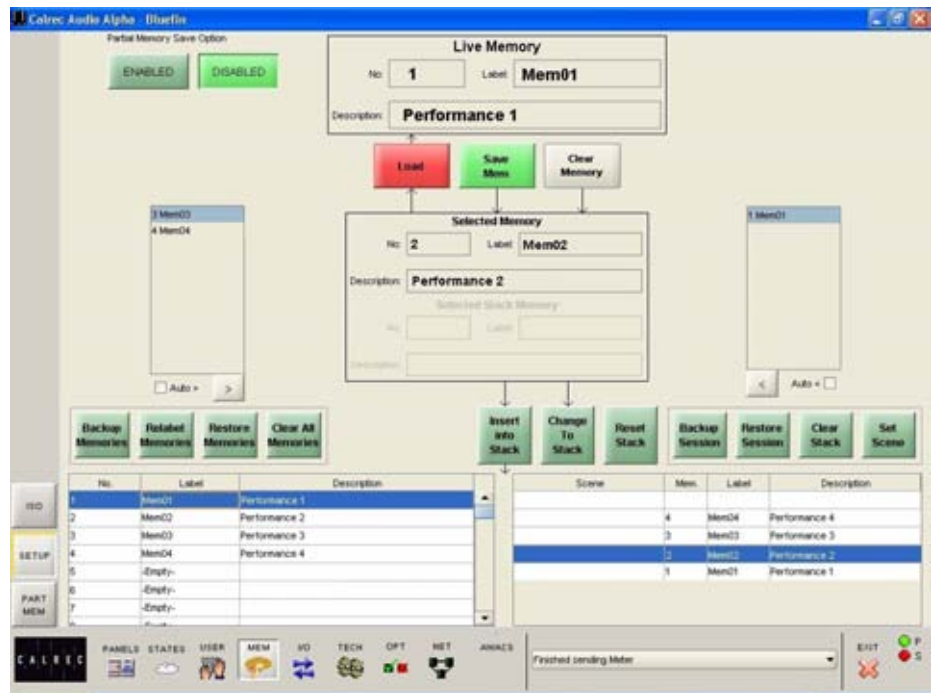 Calrec Audio Alpha - Bluefin
Partial Memory Save Option
ENABLED
DISABLED
Live Memory
No: 1
Label: Mem01
Description: Performance 1
Load
Save Mem
Clear Memory
3 Mem03
4 Mem04
Auto >
>
Selected Memory
No: 2
Label: Mem02
Description: Performance 2
Selected Stack Memory
No:
Label:
Description:
1 Mem01
<
Auto <
Backup Memories
Relabel Memories
Restore Memories
Clear All Memories
Insert Into Stack
Change To Stack
Reset Stack
Backup Session
Restore Session
Clear Stack
Set Scene
No. Label Description
1 Mem01 Performance 1
2 Mem02 Performance 2
3 Mem03 Performance 3
4 Mem04 Performance 4
5 -Empty-
6 -Empty-
7 -Empty-
Scene Mem. Label Description
4 Mem04 Performance 4
3 Mem03 Performance 3
2 Mem02 Performance 2
1 Mem01 Performance 1
ISO
SETUP
PART MEM
CALREC
PANELS
STATES
USER
MEM
I/O
TECH
OPT
NET
AWACS
Finished sending Meter
EXIT
P
S